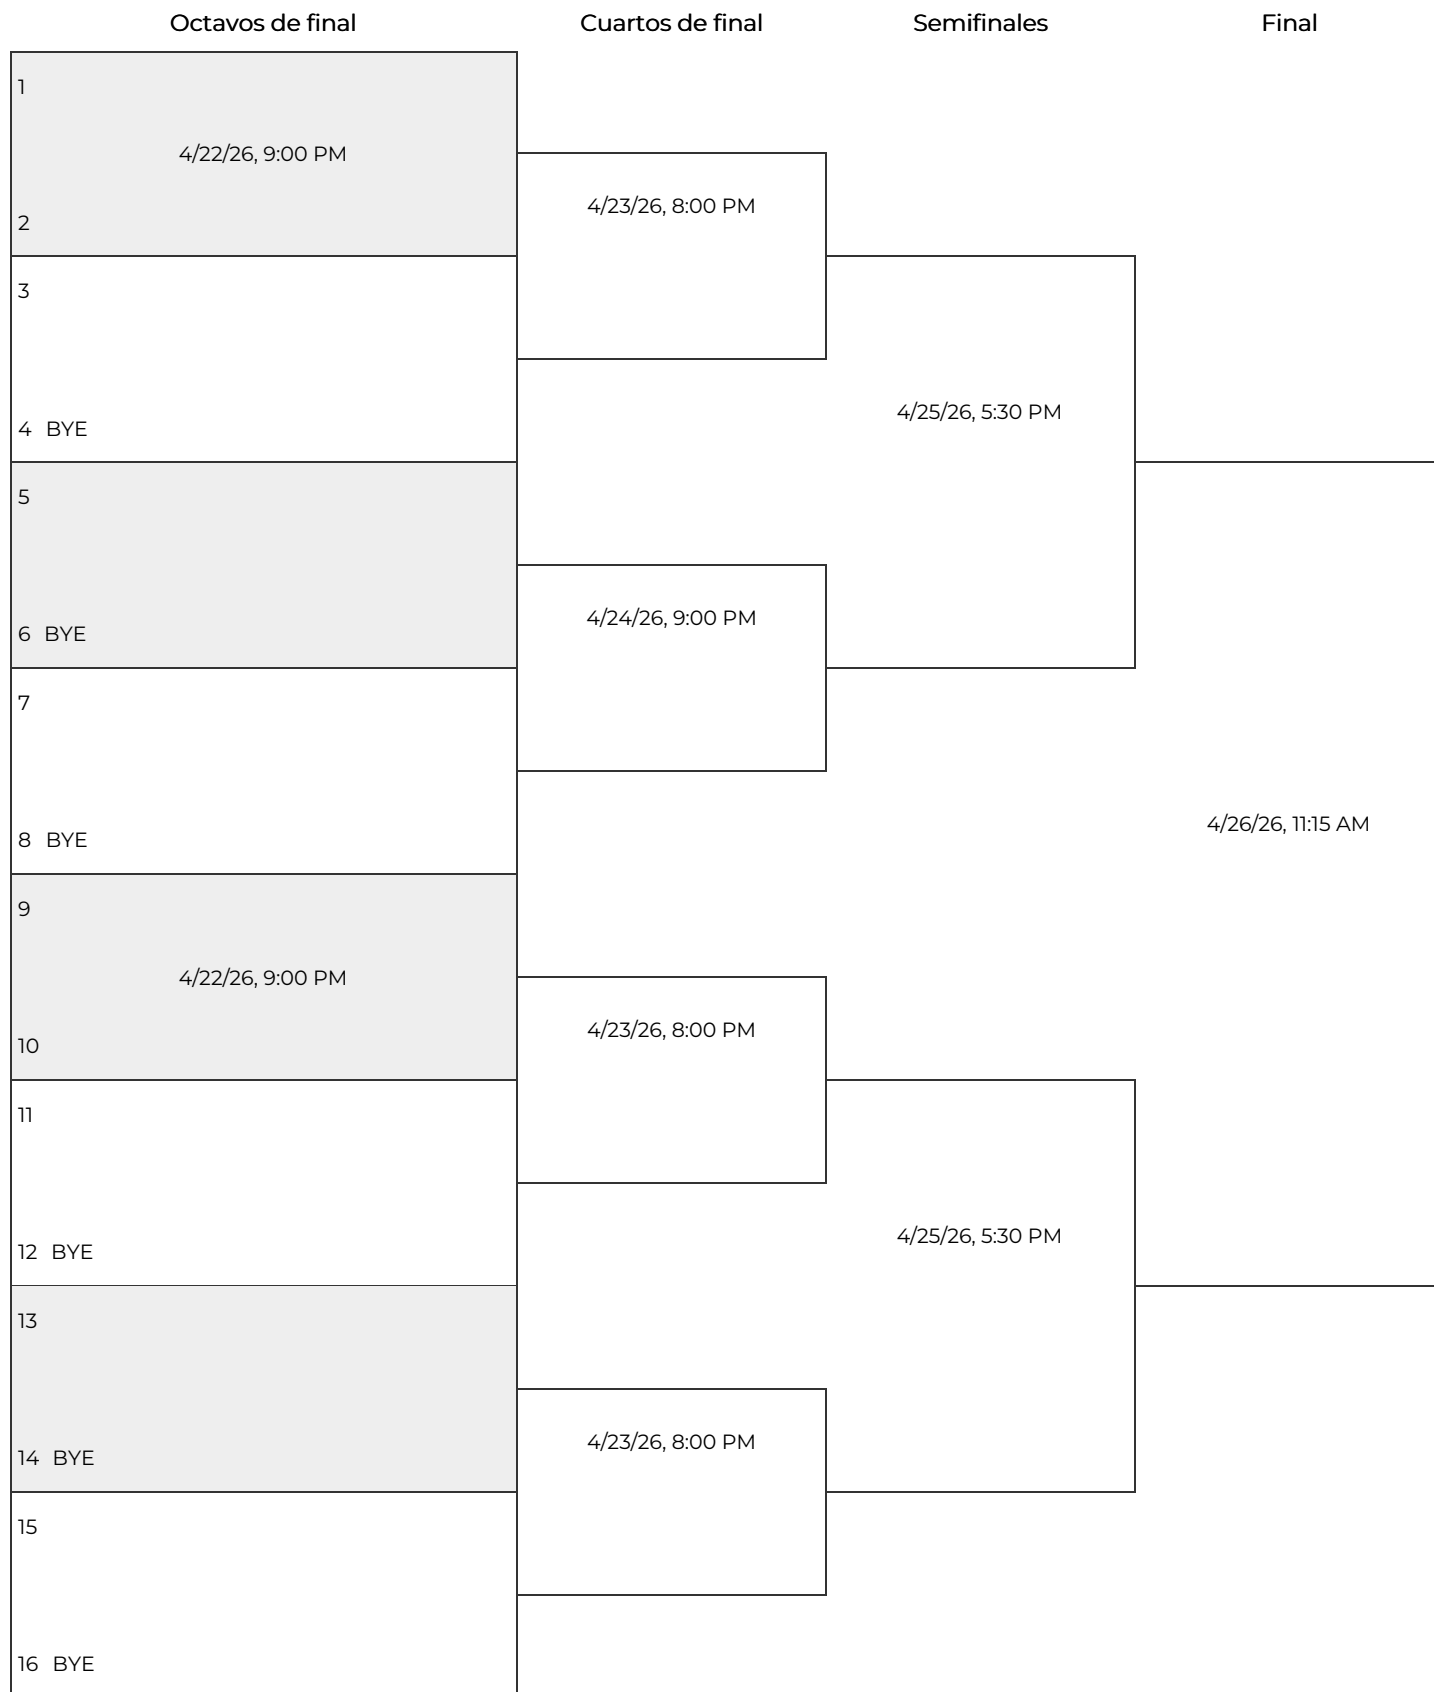 Octavos de final
Cuartos de final
Semifinales
Final
1
4/22/26, 9:00 PM
2
3
4 BYE
5
6 BYE
7
8 BYE
9
4/22/26, 9:00 PM
10
11
12 BYE
13
14 BYE
15
16 BYE
4/23/26, 8:00 PM
4/24/26, 9:00 PM
4/23/26, 8:00 PM
4/23/26, 8:00 PM
4/25/26, 5:30 PM
4/25/26, 5:30 PM
4/26/26, 11:15 AM